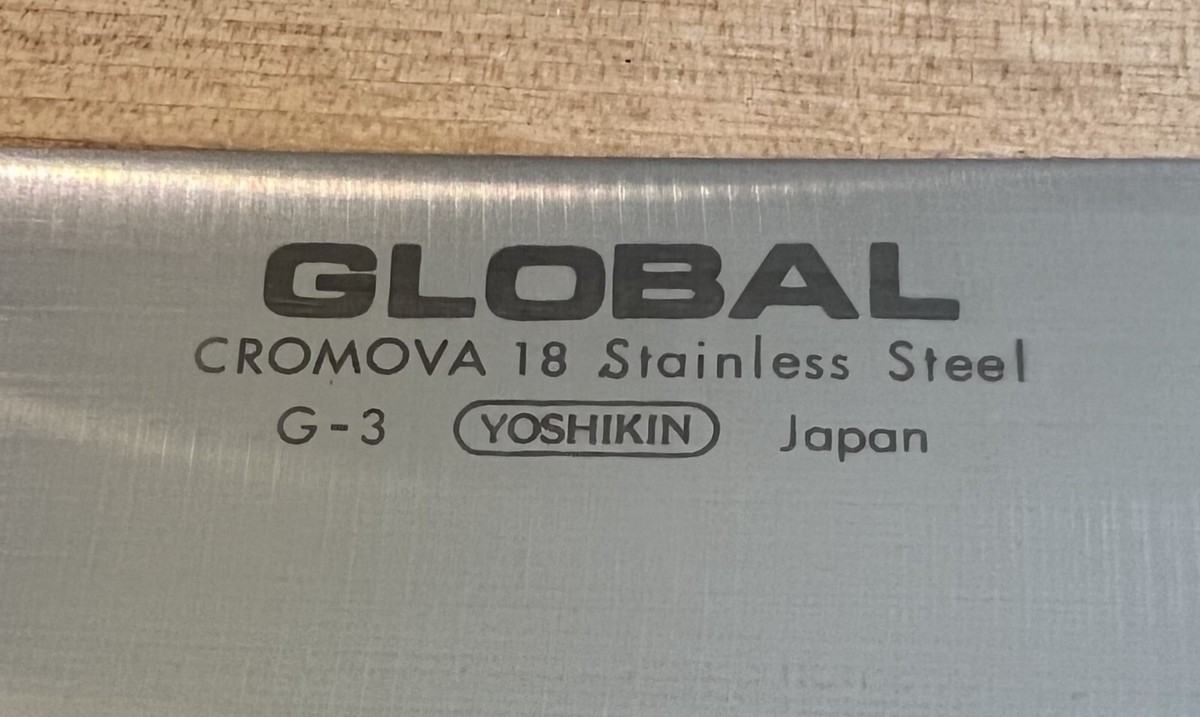 GLOBAL
CROMOVA 18 Stainless Steel
G-3 YOSHIKIN Japan